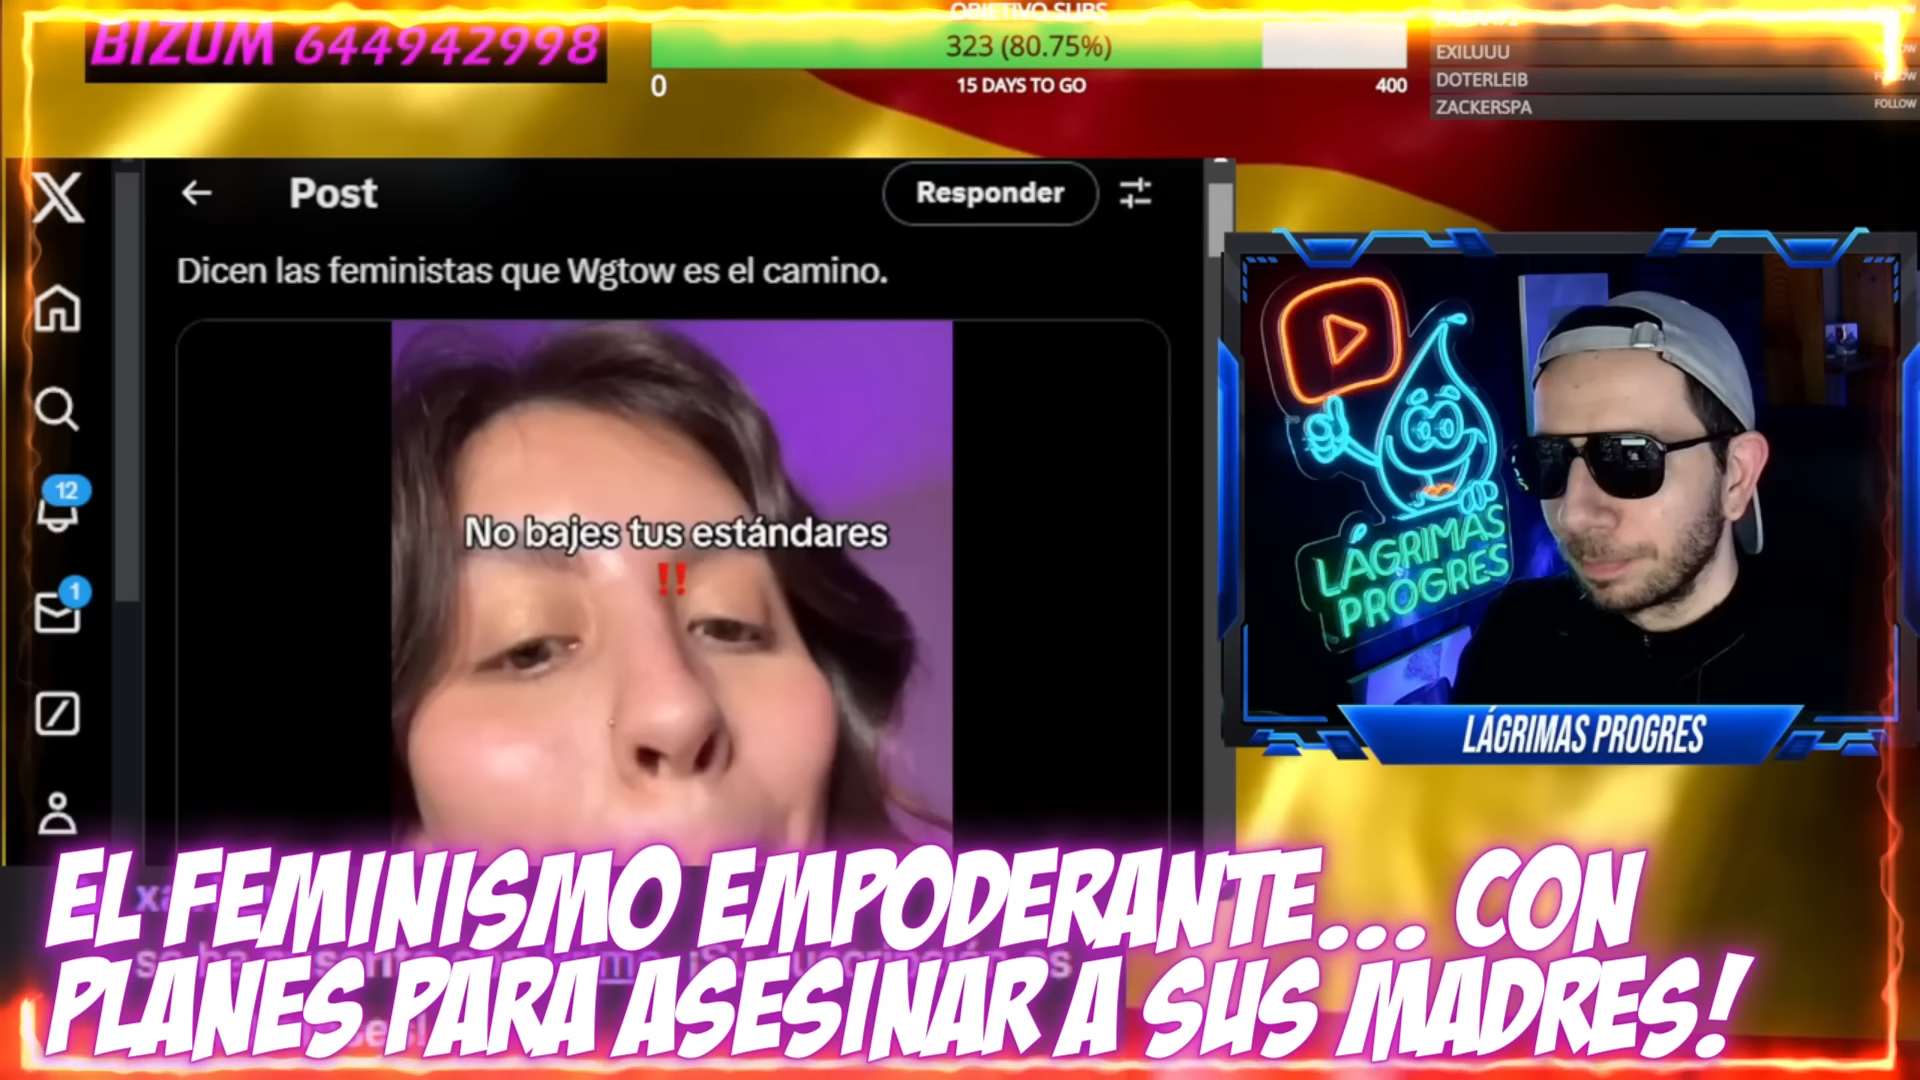 OBJETIVO SUBS
BIZUM 644942998
323 (80.75%)
0
15 DAYS TO GO
400
EXILUUU
DOTERLEIB
ZACKERSPA
FOLLOW
Post
Responder
Dicen las feministas que Wgtow es el camino.
12
1
No bajes tus estándares
!!
LÁGRIMAS
PROGRES
LÁGRIMAS PROGRES
EL FEMINISMO EMPODERANTE... CON
PLANES PARA ASESINAR A SUS MADRES!